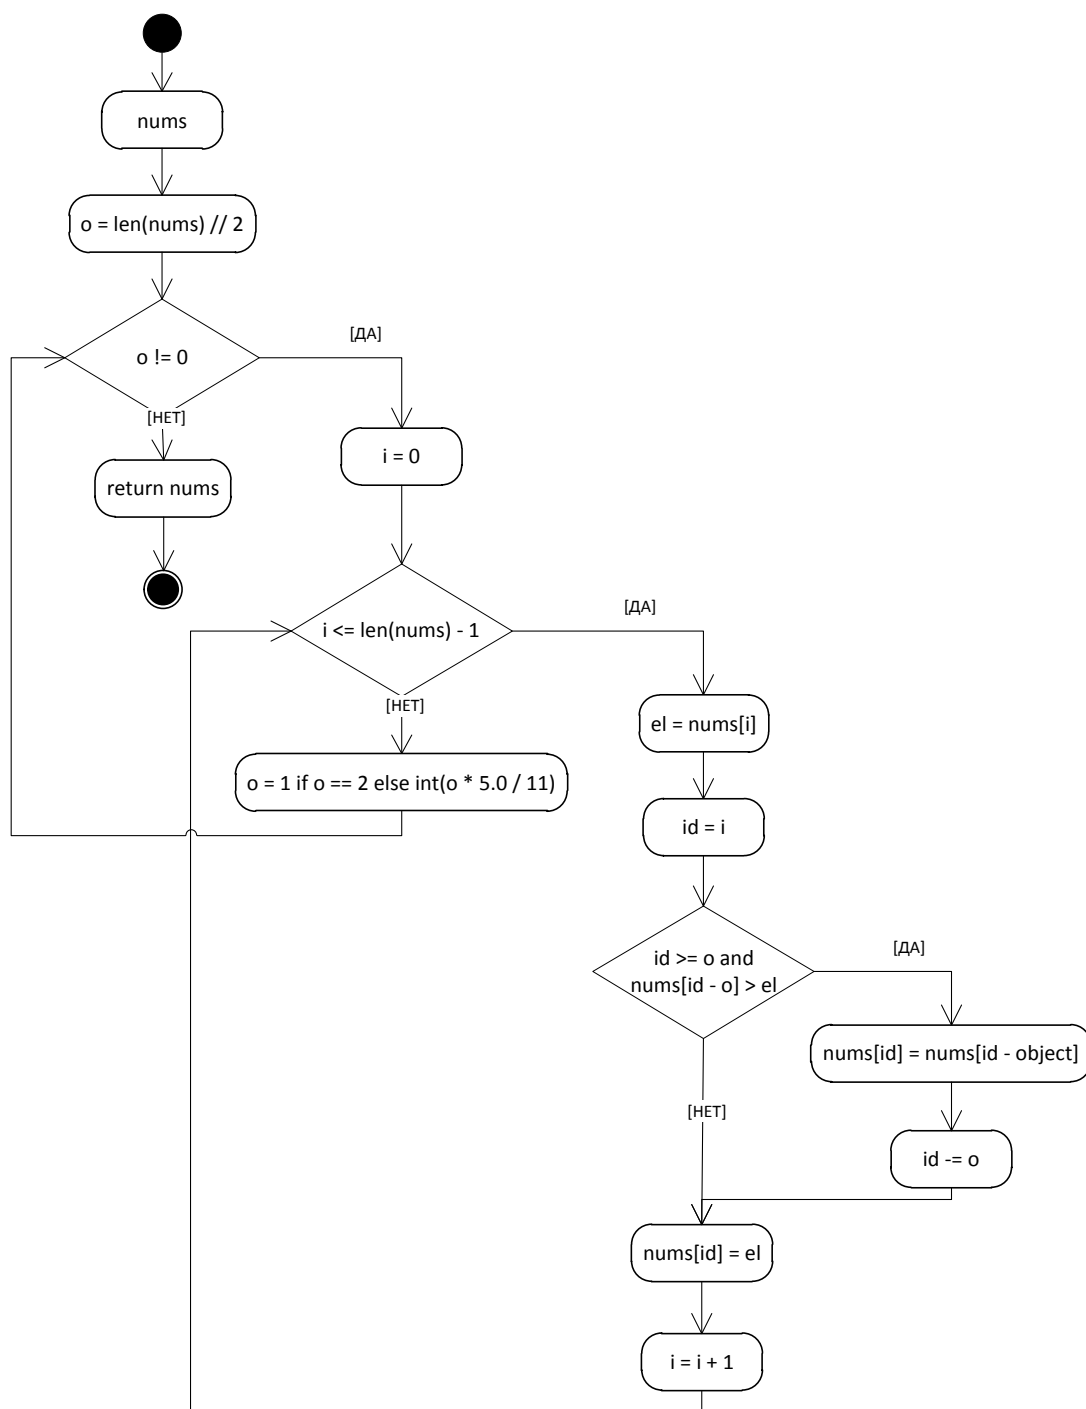 nums
o = len(nums) // 2
o != 0
[ДА]
[НЕТ]
i = 0
return nums
i <= len(nums) - 1
[ДА]
[НЕТ]
el = nums[i]
o = 1 if o == 2 else int(o * 5.0 / 11)
id = i
id >= o and
nums[id - o] > el
[ДА]
nums[id] = nums[id - object]
[НЕТ]
id -= o
nums[id] = el
i = i + 1